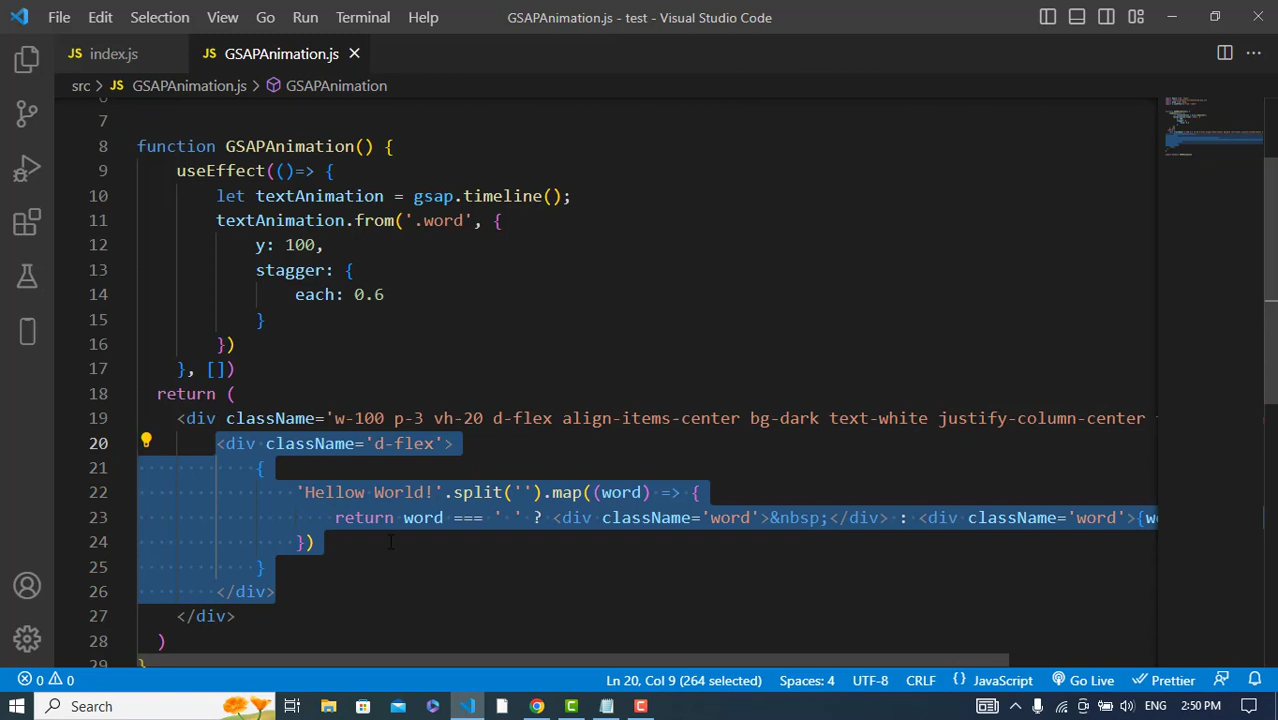 File Edit Selection View Go Run Terminal Help GSAPAnimation.js - test - Visual Studio Code
JS index.js JS GSAPAnimation.js
src > JS GSAPAnimation.js > GSAPAnimation
7
8 function GSAPAnimation() {
9 useEffect(()=> {
10 let textAnimation = gsap.timeline();
11 textAnimation.from('.word', {
12 y: 100,
13 stagger: {
14 each: 0.6
15 }
16 })
17 }, [])
18 return (
19 <div className='w-100 p-3 vh-20 d-flex align-items-center bg-dark text-white justify-column-center
20 <div className='d-flex'>
21 {
22 'Hellow World!'.split('').map((word) => {
23 return word === ' ' ? <div className='word'>&nbsp;</div> : <div className='word'>{wo
24 })
25 }
26 </div>
27 </div>
28 )
29 }
0 0 Ln 20, Col 9 (264 selected) Spaces: 4 UTF-8 CRLF {} JavaScript Go Live Prettier
Search ENG 2:50 PM